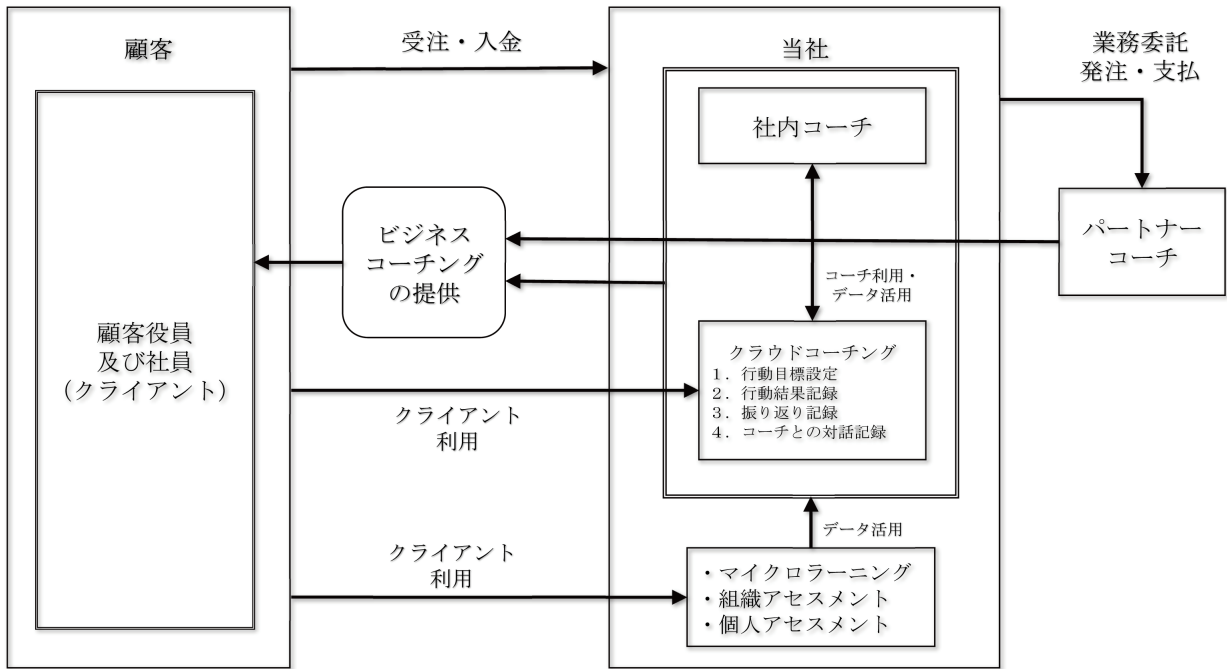 顧客
受注・入金
当社
業務委託
発注・支払
社内コーチ
パートナー
コーチ
ビジネス
コーチング
の提供
コーチ利用・
データ活用
顧客役員
及び社員
（クライアント）
クラウドコーチング
１．行動目標設定
２．行動結果記録
３．振り返り記録
４．コーチとの対話記録
クライアント
利用
データ活用
クライアント
利用
・マイクロラーニング
・組織アセスメント
・個人アセスメント